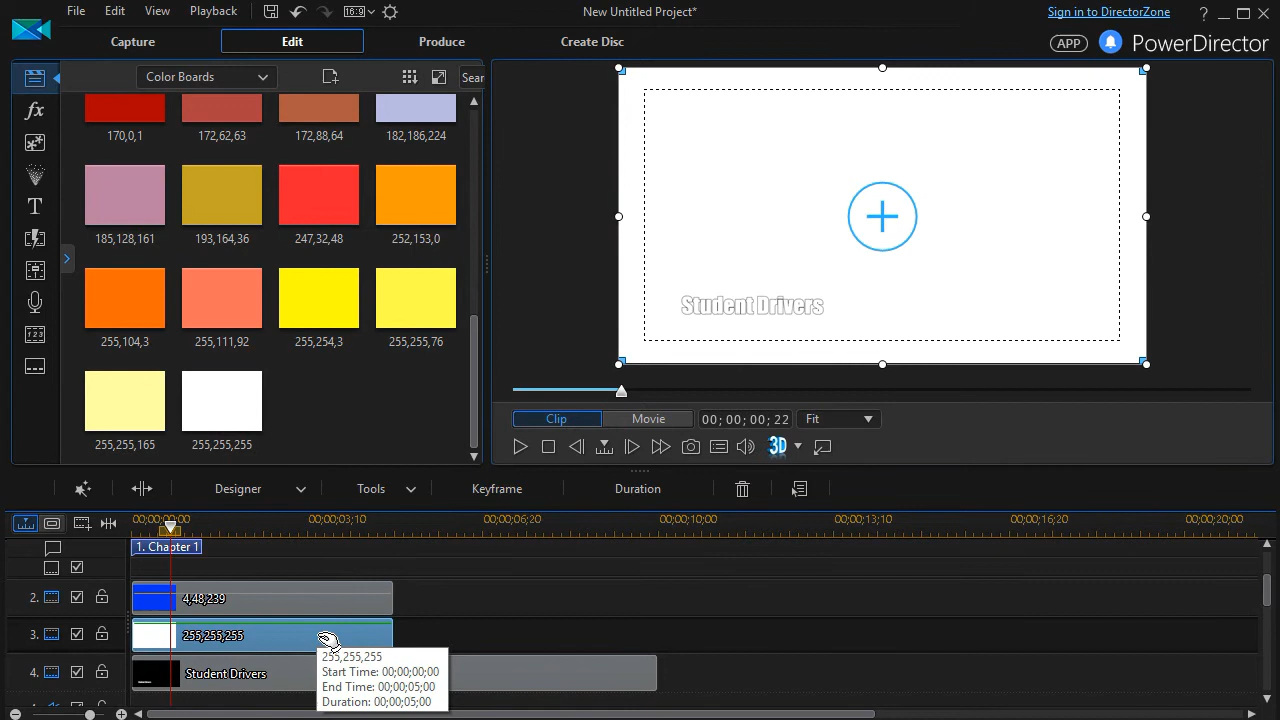 File Edit View Playback 16:9 New Untitled Project* Sign in to DirectorZone ?
Capture Edit Produce Create Disc APP PowerDirector
Color Boards Sear
fx
T
170,0,1 172,62,63 172,88,64 182,186,224
185,128,161 193,164,36 247,32,48 252,153,0
255,104,3 255,111,92 255,254,3 255,255,76
255,255,165 255,255,255
Student Drivers
Clip Movie 00; 00; 00; 22 Fit
3D
Designer Tools Keyframe Duration
00;00;00;00 00;00;03;10 00;00;06;20 00;00;10;00 00;00;13;10 00;00;16;20 00;00;20;00
1. Chapter 1
2. 4,48,239
3. 255,255,255
4. Student Drivers
255,255,255
Start Time: 00;00;00;00
End Time: 00;00;05;00
Duration: 00;00;05;00